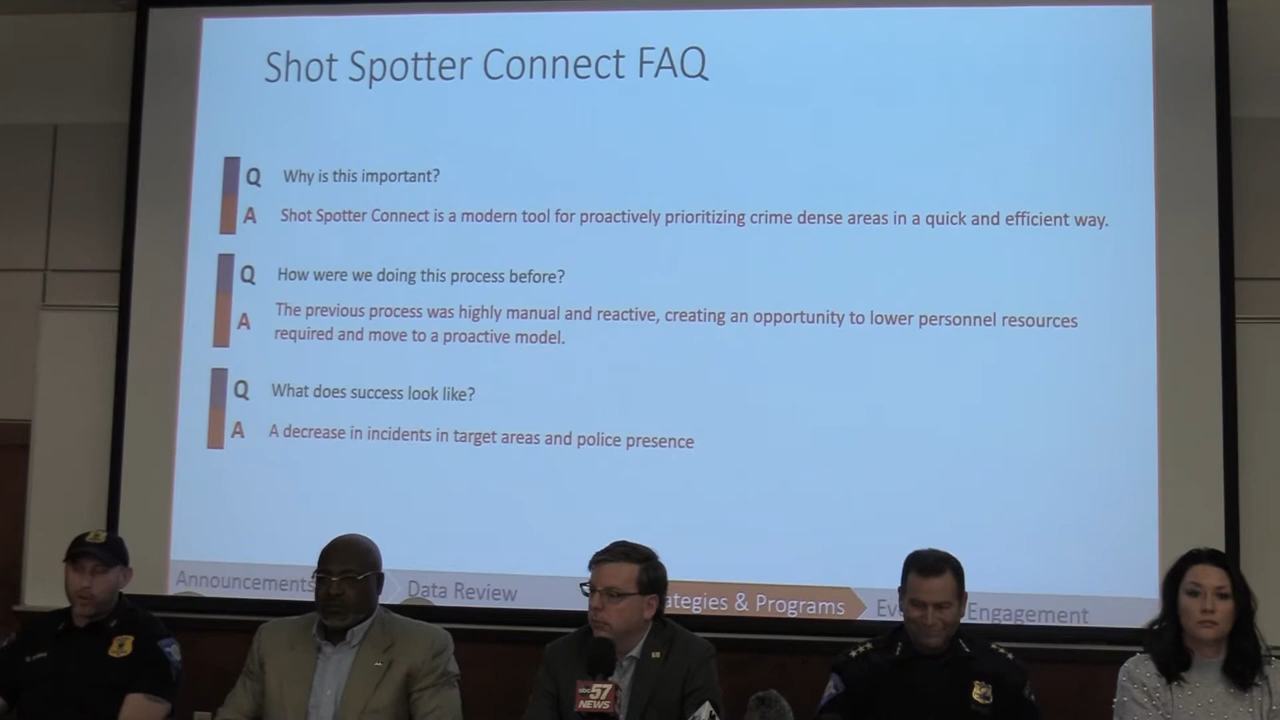 Shot Spotter Connect FAQ
Q Why is this important?
A Shot Spotter Connect is a modern tool for proactively prioritizing crime dense areas in a quick and efficient way.
Q How were we doing this process before?
A The previous process was highly manual and reactive, creating an opportunity to lower personnel resources
required and move to a proactive model.
Q What does success look like?
A A decrease in incidents in target areas and police presence
Announcements Data Review ategies & Programs Ev Engagement
abc 57
NEWS